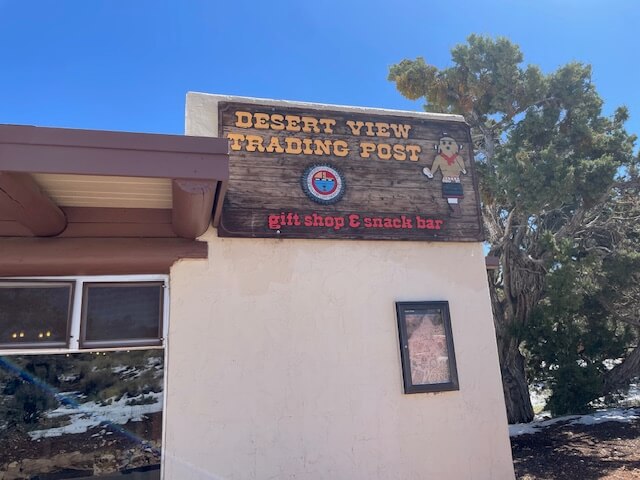 DESERT VIEW
TRADING POST
gift shop & snack bar